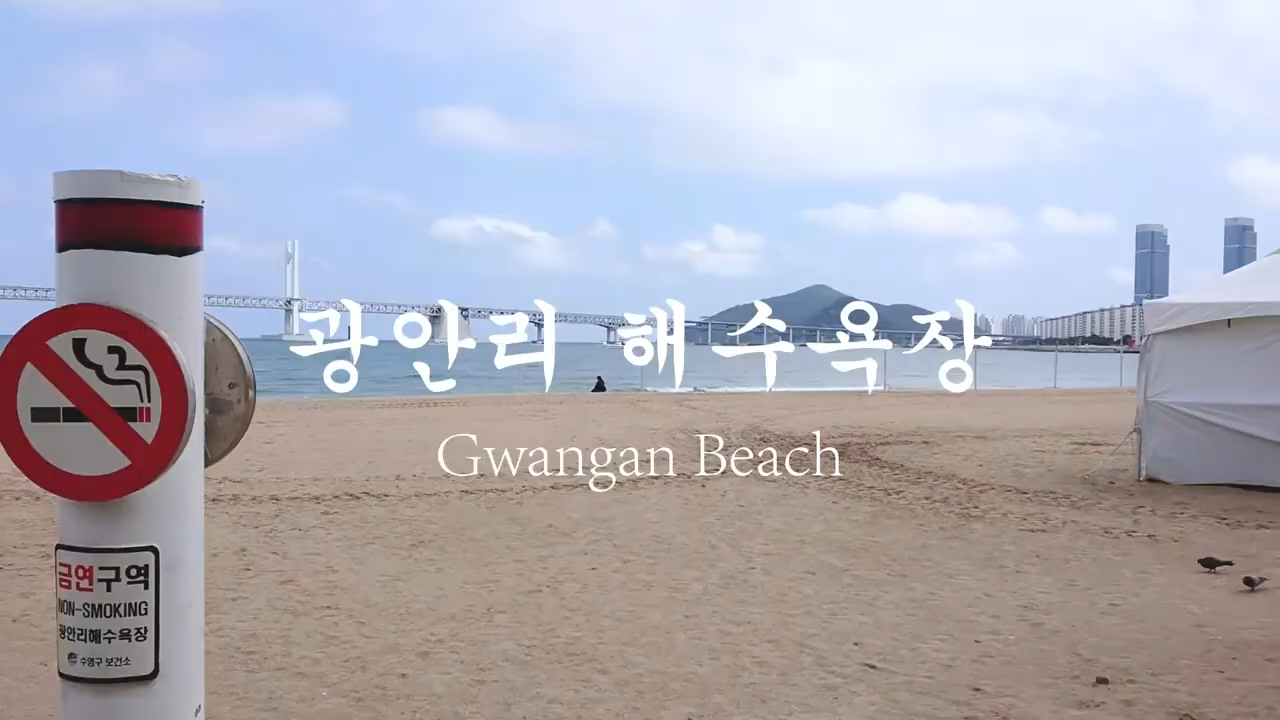 광안리 해수욕장
Gwangan Beach
금연구역
NON-SMOKING
광안리해수욕장
수영구 보건소